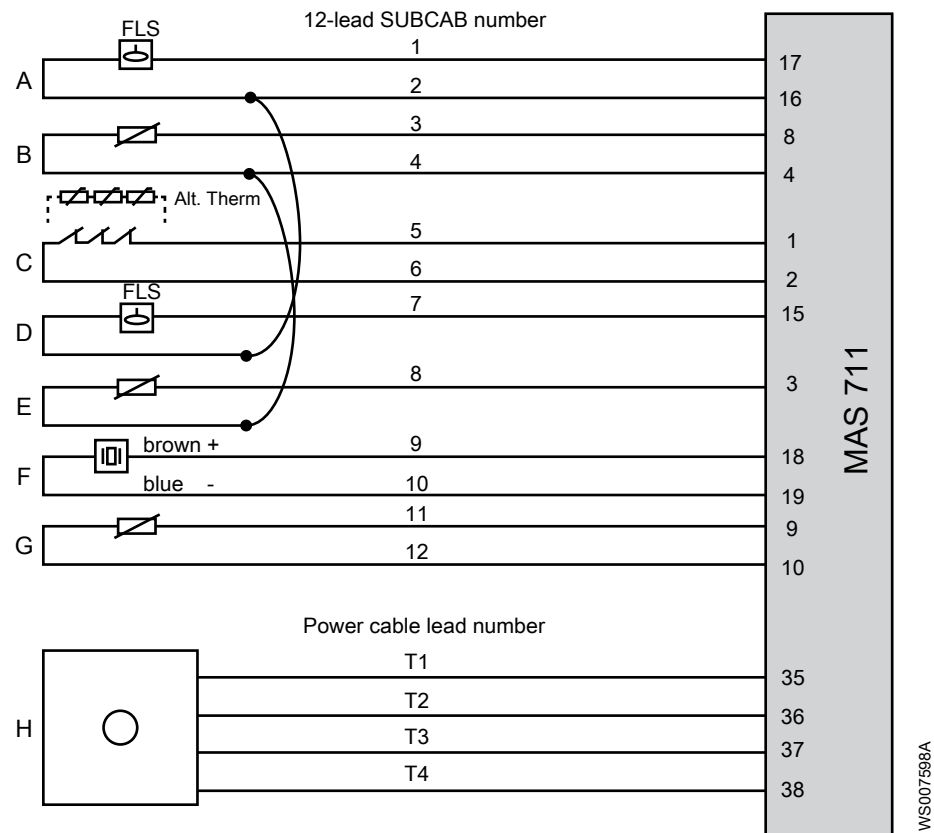 12-lead SUBCAB number
FLS
1
17
A
2
16
3
8
B
4
4
Alt. Therm
5
1
C
6
2
FLS
7
15
D
8
3
E
brown +
9
18
F
blue -
10
19
11
9
G
12
10
MAS 711
Power cable lead number
T1
35
T2
36
H
T3
37
T4
38
WS007598A